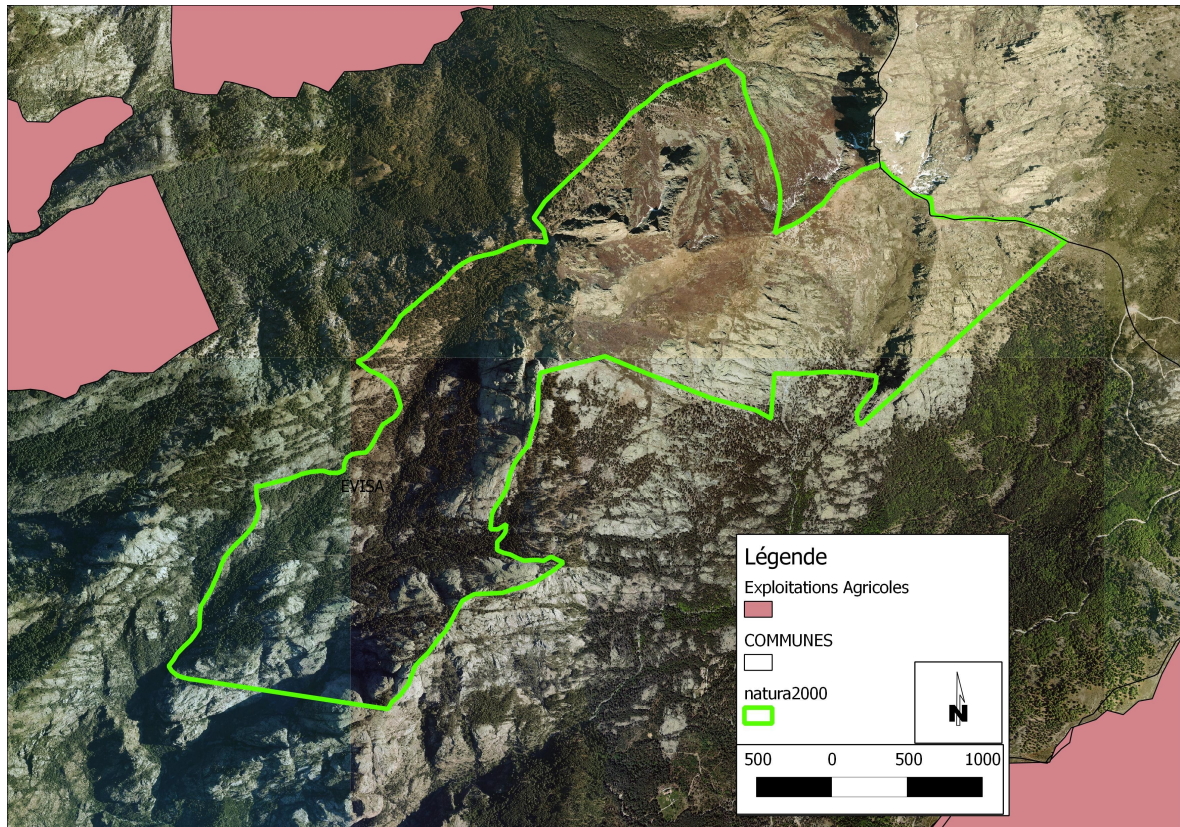 EVISA
Légende
Exploitations Agricoles
COMMUNES
natura2000
N
500 0 500 1000